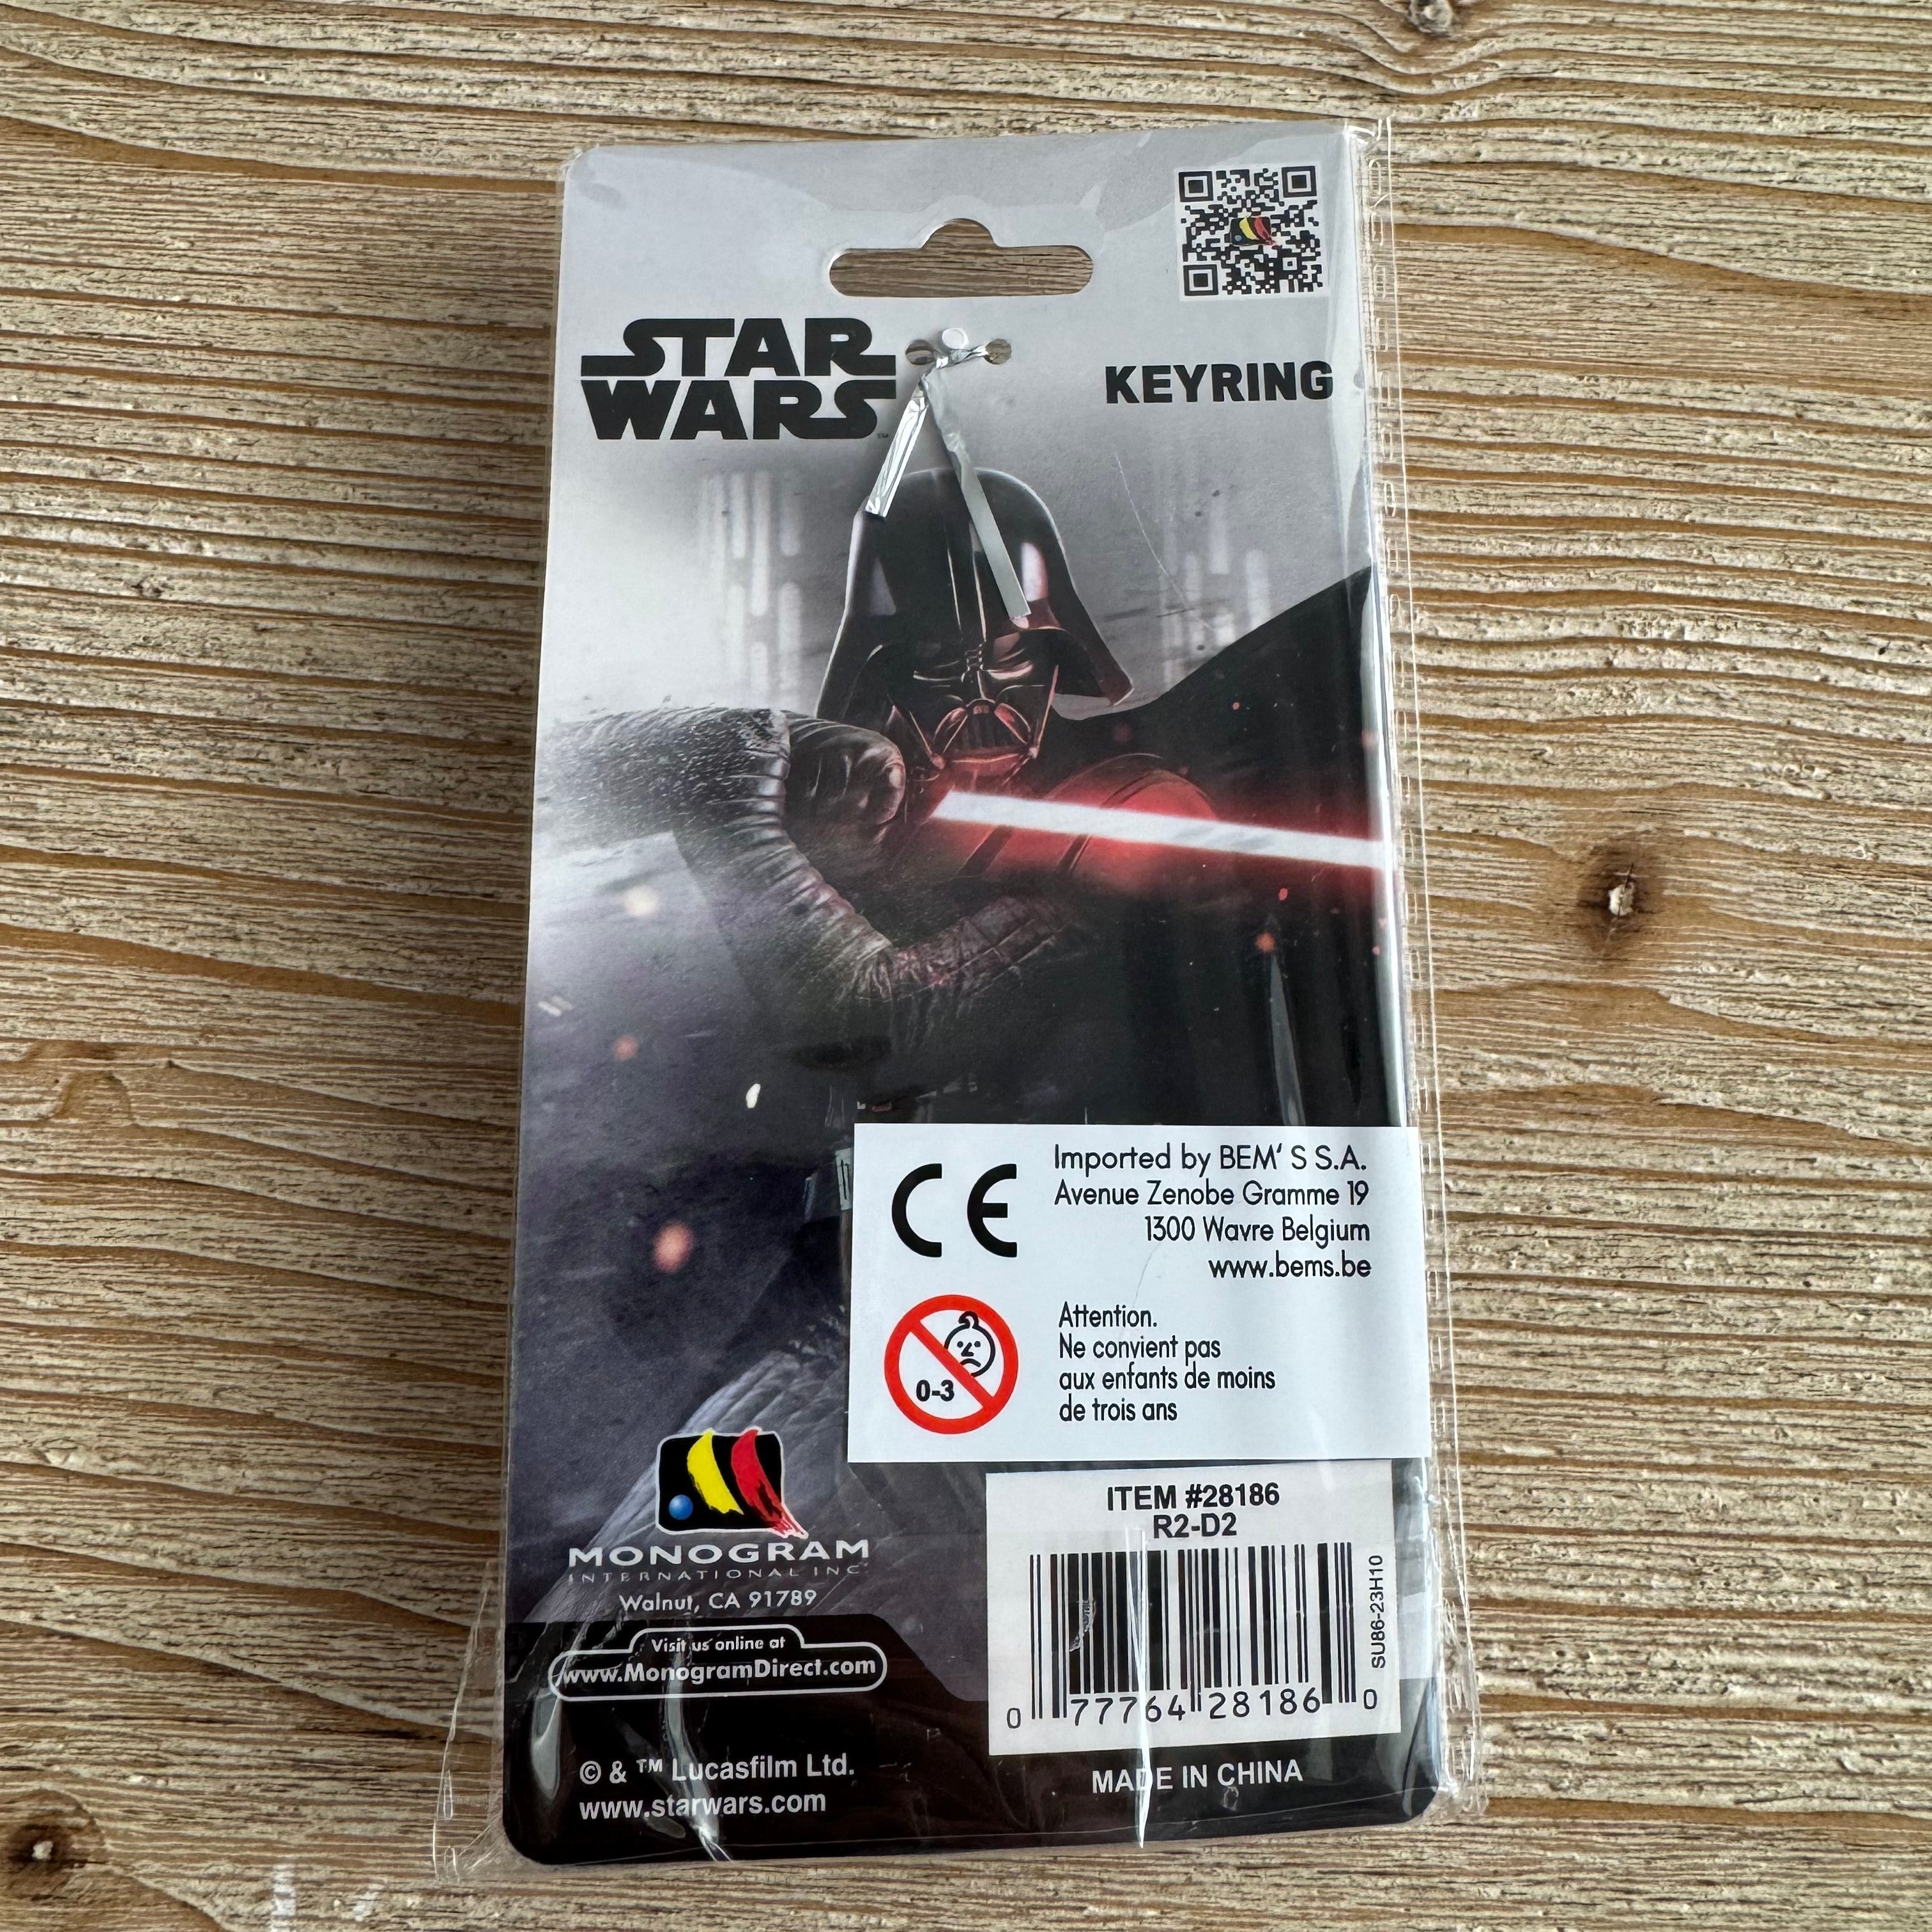 STAR
WARS
™
KEYRING
CE
Imported by BEM' S S.A.
Avenue Zenobe Gramme 19
1300 Wavre Belgium
www.bems.be
0-3
Attention.
Ne convient pas
aux enfants de moins
de trois ans
MONOGRAM
INTERNATIONAL INC.
Walnut, CA 91789
Visit us online at
www.MonogramDirect.com
© & ™ Lucasfilm Ltd.
www.starwars.com
ITEM #28186
R2-D2
SU86-23H10
0 77764 28186 0
MADE IN CHINA